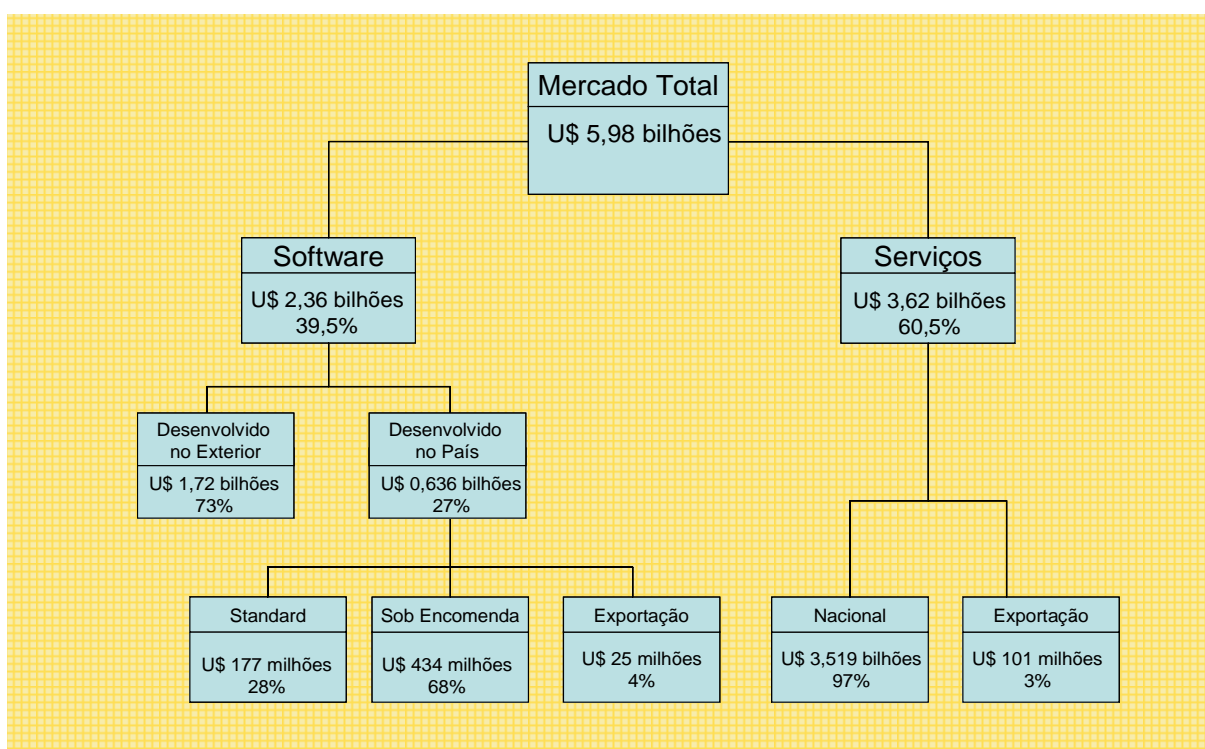 Mercado Total
U$ 5,98 bilhões
Software
U$ 2,36 bilhões
39,5%
Serviços
U$ 3,62 bilhões
60,5%
Desenvolvido
no Exterior
U$ 1,72 bilhões
73%
Desenvolvido
no País
U$ 0,636 bilhões
27%
Standard
U$ 177 milhões
28%
Sob Encomenda
U$ 434 milhões
68%
Exportação
U$ 25 milhões
4%
Nacional
U$ 3,519 bilhões
97%
Exportação
U$ 101 milhões
3%